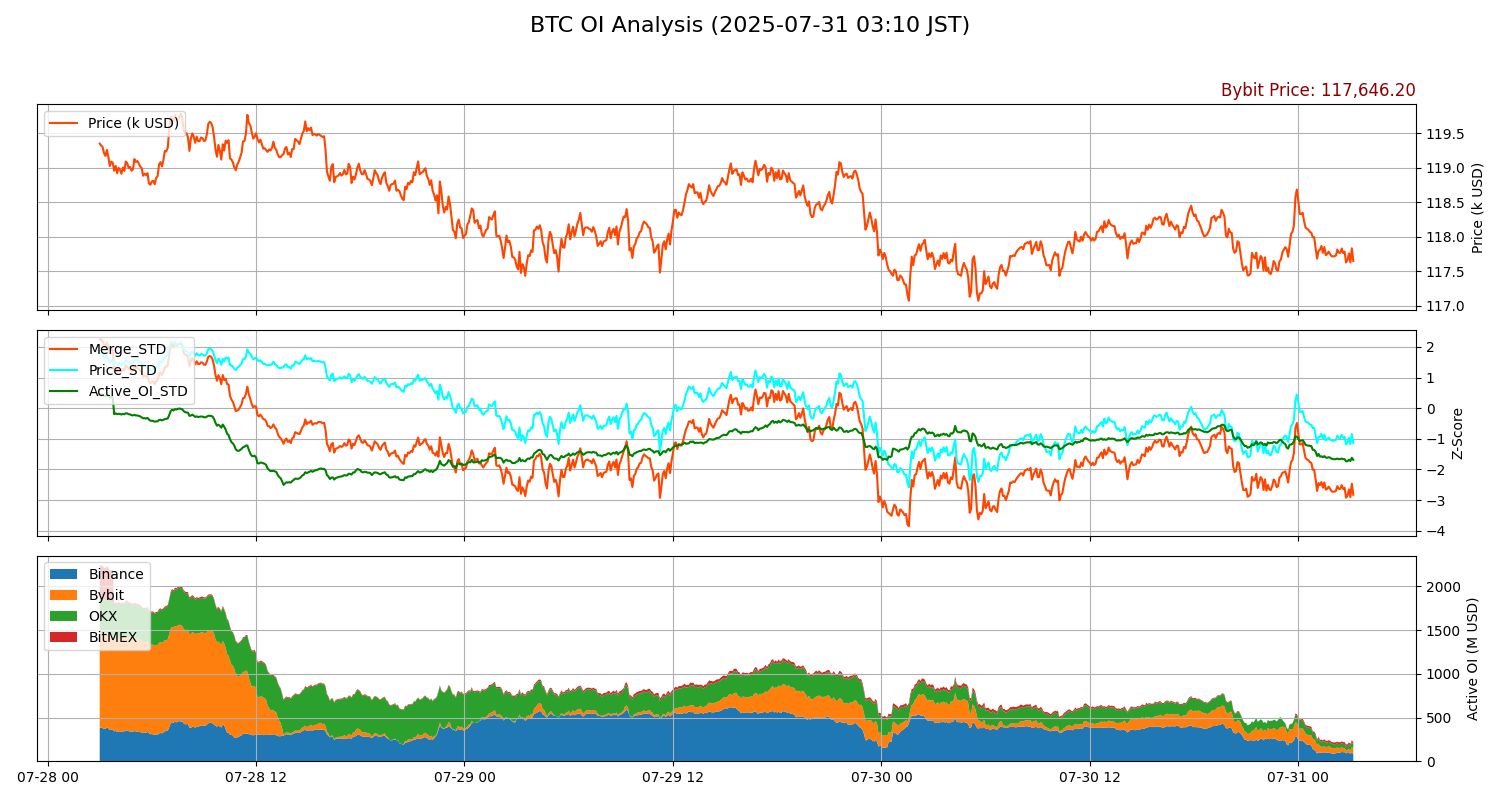 BTC OI Analysis (2025-07-31 03:10 JST)
Bybit Price: 117,646.20
Price (k USD)
119.5
119.0
118.5
118.0
117.5
117.0
Price (k USD)
Merge_STD
Price_STD
Active_OI_STD
2
1
0
−1
−2
−3
−4
Z-Score
Binance
Bybit
OKX
BitMEX
2000
1500
1000
500
0
Active OI (M USD)
07-28 00
07-28 12
07-29 00
07-29 12
07-30 00
07-30 12
07-31 00